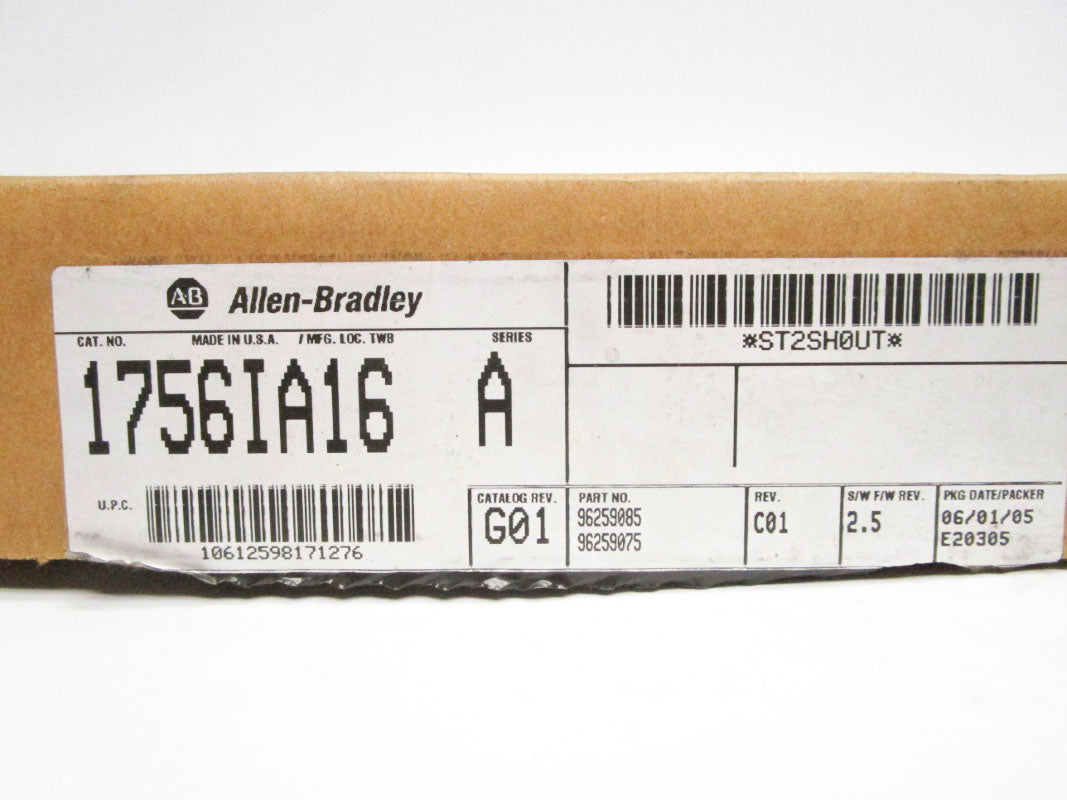 AB Allen-Bradley
CAT. NO. MADE IN U.S.A. / MFG. LOC. TWB SERIES
1756IA16 A
U.P.C.
10612598171276
*ST2SH0UT*
CATALOG REV.
G01
PART NO.
96259085
96259075
REV.
C01
S/W F/W REV.
2.5
PKG DATE/PACKER
06/01/05
E20305